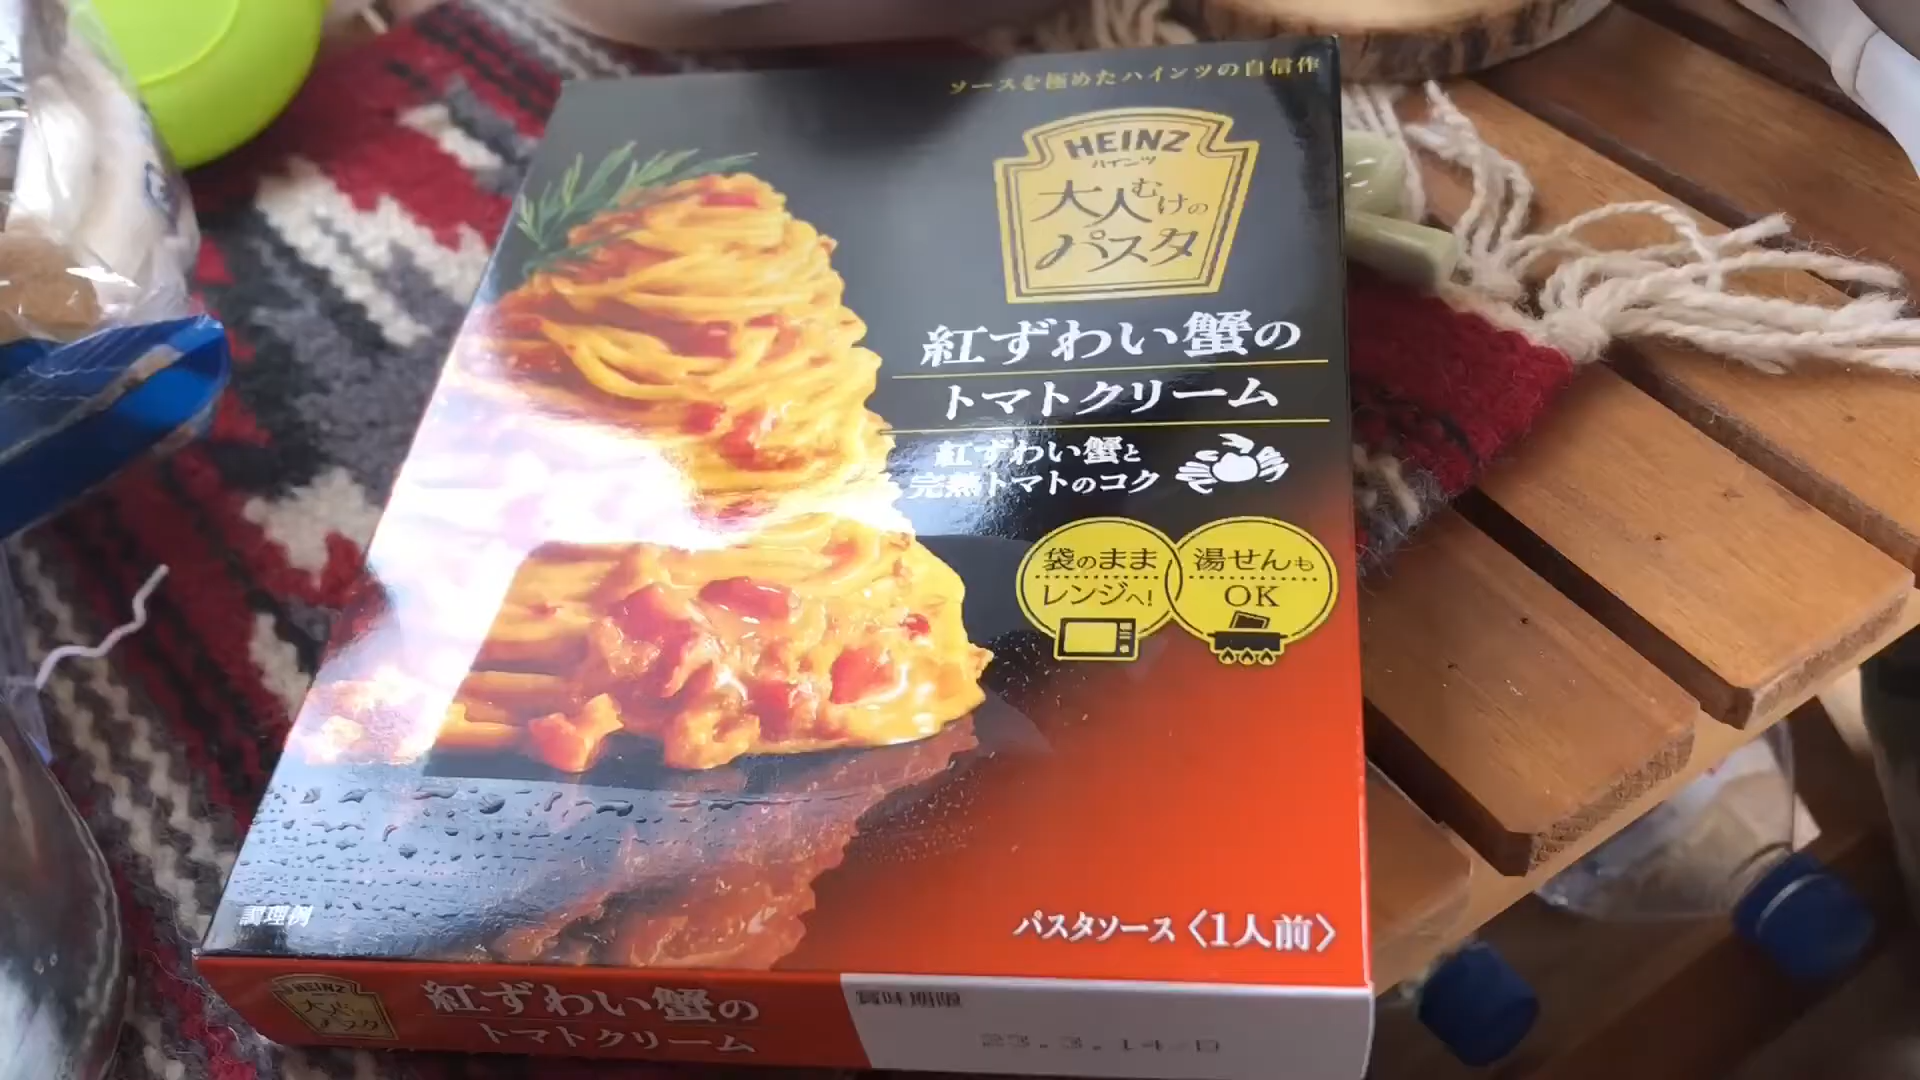 ソースを極めたハインツの自信作
HEINZ
ハインツ
大人むけの
パスタ
紅ずわい蟹の
トマトクリーム
紅ずわい蟹と
完熟トマトのコク
袋のまま
レンジへ!
湯せんも
OK
調理例
パスタソース〈1人前〉
HEINZ
大人むけの
パスタ
紅ずわい蟹の
トマトクリーム
賞味期限